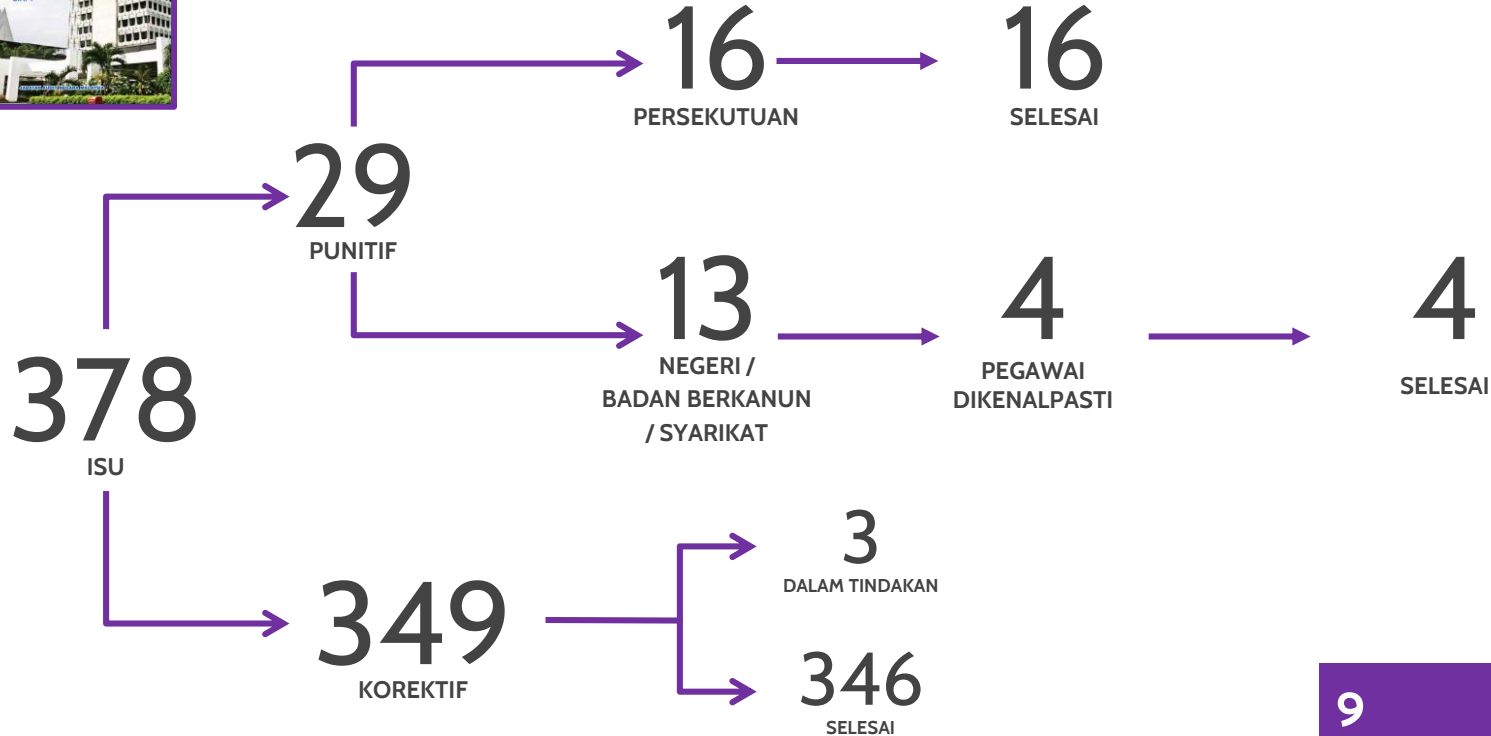 16
PERSEKUTUAN
16
SELESAI
29
PUNITIF
13
NEGERI /
BADAN BERKANUN
/ SYARIKAT
4
PEGAWAI
DIKENALPASTI
4
SELESAI
378
ISU
349
KOREKTIF
3
DALAM TINDAKAN
346
SELESAI
9